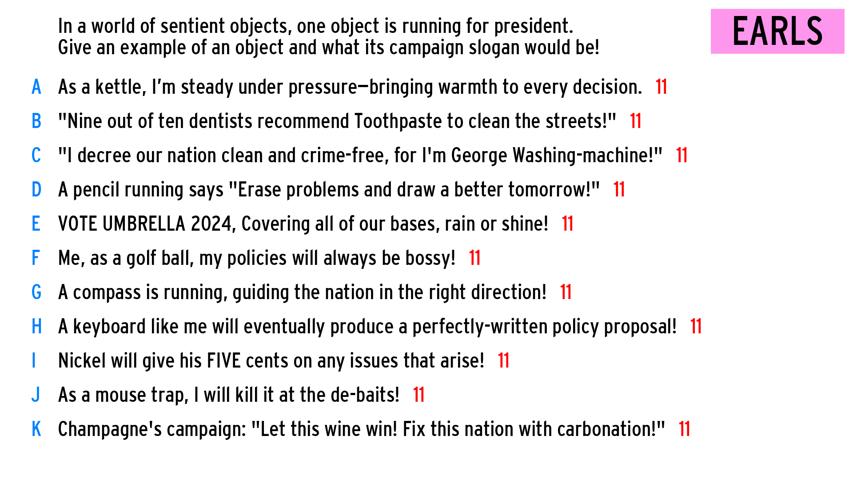 In a world of sentient objects, one object is running for president.
Give an example of an object and what its campaign slogan would be!
EARLS
A As a kettle, I'm steady under pressure—bringing warmth to every decision. 11
B "Nine out of ten dentists recommend Toothpaste to clean the streets!" 11
C "I decree our nation clean and crime-free, for I'm George Washing-machine!" 11
D A pencil running says "Erase problems and draw a better tomorrow!" 11
E VOTE UMBRELLA 2024, Covering all of our bases, rain or shine! 11
F Me, as a golf ball, my policies will always be bossy! 11
G A compass is running, guiding the nation in the right direction! 11
H A keyboard like me will eventually produce a perfectly-written policy proposal! 11
I Nickel will give his FIVE cents on any issues that arise! 11
J As a mouse trap, I will kill it at the de-baits! 11
K Champagne's campaign: "Let this wine win! Fix this nation with carbonation!" 11